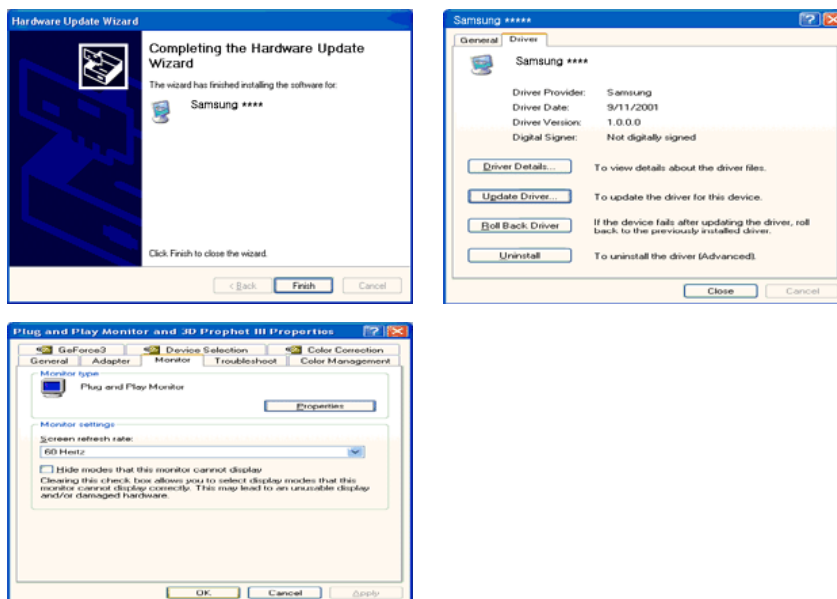 Hardware Update Wizard
Completing the Hardware Update
Wizard
The wizard has finished installing the software for:
Samsung ****
Click Finish to close the wizard.
< Back
Finish
Cancel
Samsung *****
General
Driver
Samsung ****
Driver Provider:
Samsung
Driver Date:
9/11/2001
Driver Version:
1.0.0.0
Digital Signer:
Not digitally signed
Driver Details...
To view details about the driver files.
Update Driver...
To update the driver for this device.
Roll Back Driver
If the device fails after updating the driver, roll
back to the previously installed driver.
Uninstall
To uninstall the driver (Advanced).
Close
Cancel
Plug and Play Monitor and 3D Prophet III Properties
GeForce3
Device Selection
Color Correction
General
Adapter
Monitor
Troubleshoot
Color Management
Monitor type
Plug and Play Monitor
Properties
Monitor settings
Screen refresh rate:
60 Hertz
Hide modes that this monitor cannot display
Clearing this check box allows you to select display modes that this
monitor cannot display correctly. This may lead to an unusable display
and/or damaged hardware.
OK
Cancel
Apply